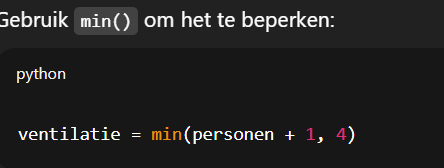 Gebruik min() om het te beperken:
python
ventilatie = min(personen + 1, 4)